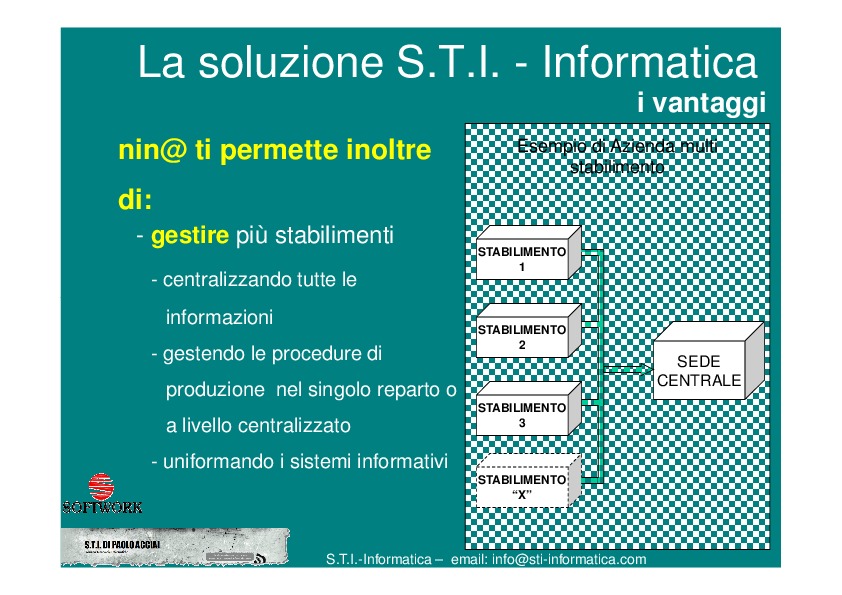 La soluzione S.T.I. - Informatica
i vantaggi
nin@ ti permette inoltre
di:
- gestire più stabilimenti
- centralizzando tutte le
informazioni
- gestendo le procedure di
produzione nel singolo reparto o
a livello centralizzato
- uniformando i sistemi informativi
Esempio di Azienda multi
stabilimento
STABILIMENTO
1
STABILIMENTO
2
STABILIMENTO
3
STABILIMENTO
“X”
SEDE
CENTRALE
SOFTWORK
S.T.I. DI PAOLO ACCIAI
S.T.I.-Informatica – email: info@sti-informatica.com